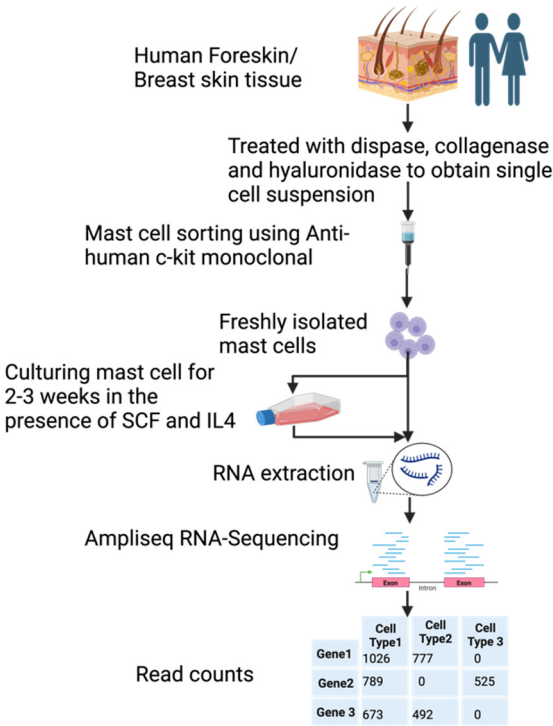 Human Foreskin/
Breast skin tissue
Treated with dispase, collagenase
and hyaluronidase to obtain single
cell suspension
Mast cell sorting using Anti-
human c-kit monoclonal
Freshly isolated
mast cells
Culturing mast cell for
2-3 weeks in the
presence of SCF and IL4
RNA extraction
Ampliseq RNA-Sequencing
Exon
Intron
Exon
Read counts
Cell
Type1
Cell
Type2
Cell
Type 3
Gene1 1026 777 0
Gene2 789 0 525
Gene 3 673 492 0